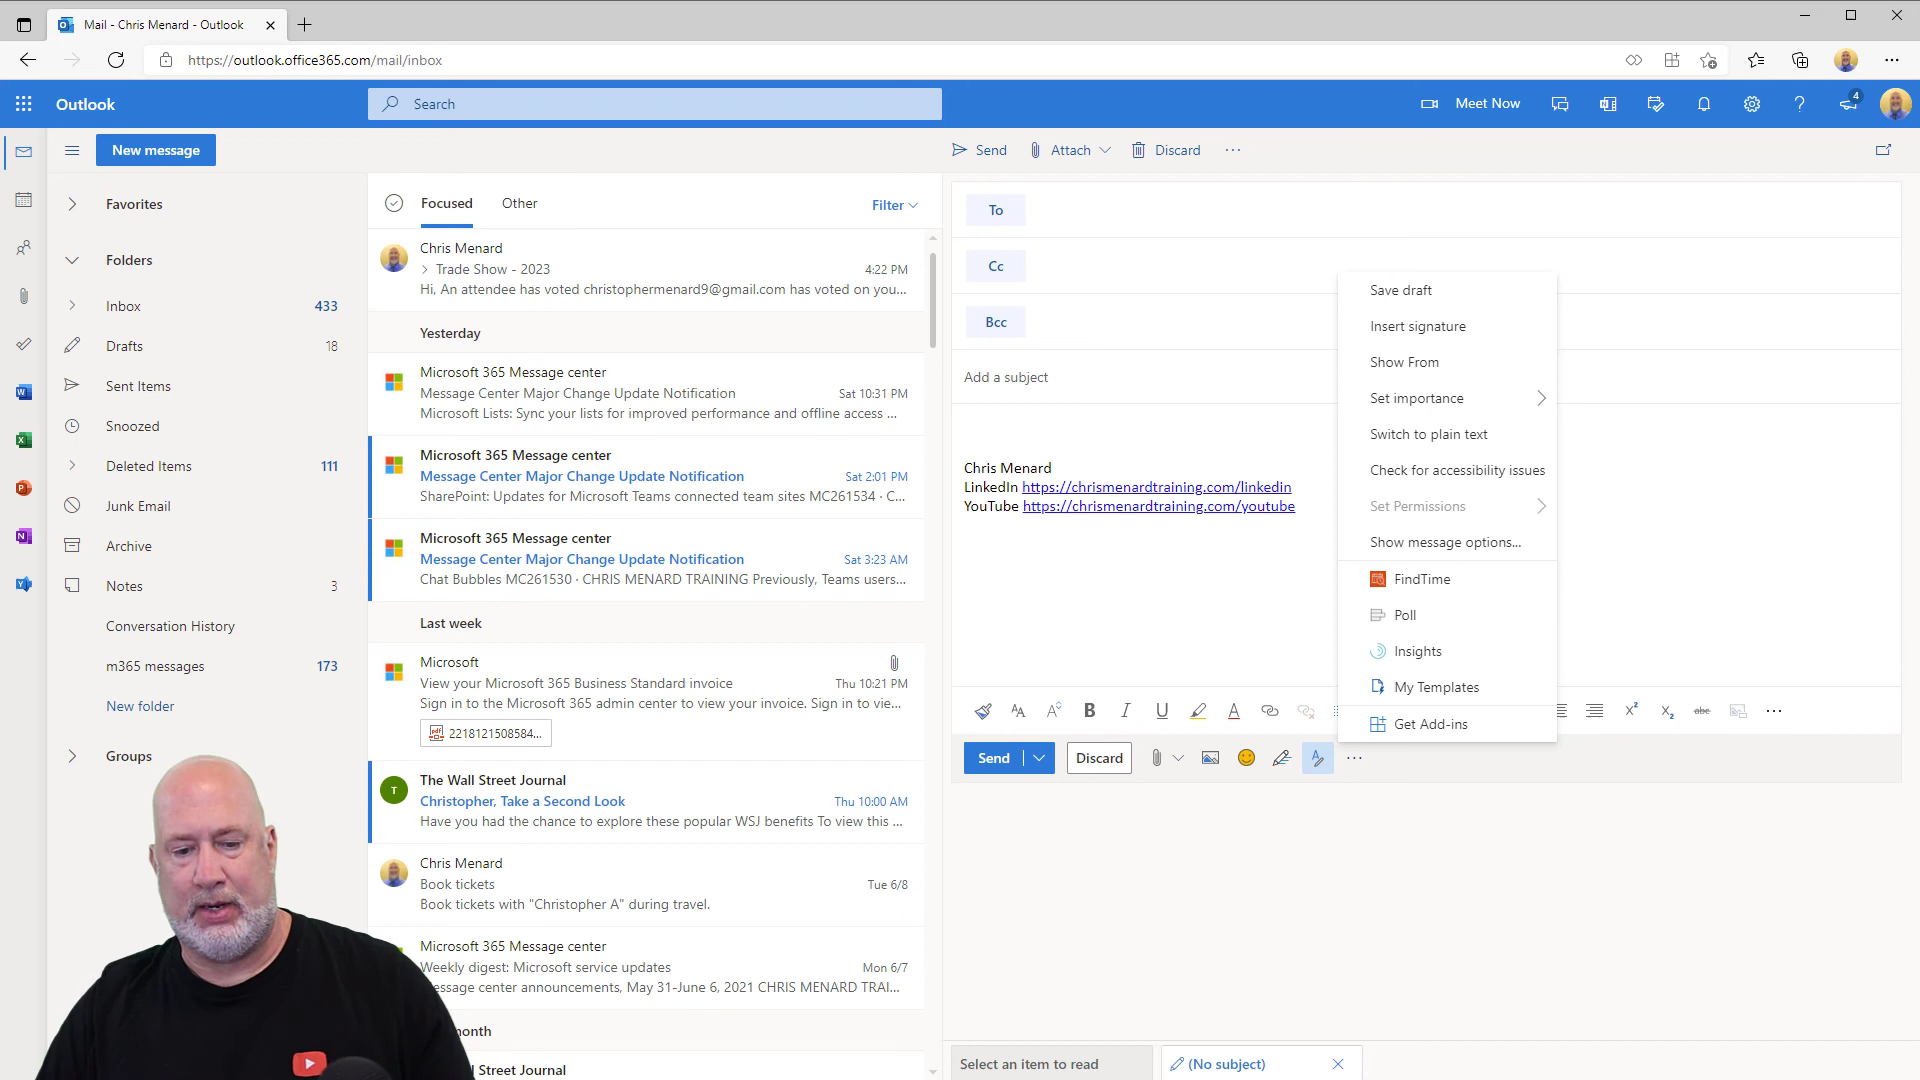 Mail - Chris Menard - Outlook
https://outlook.office365.com/mail/inbox
Outlook
Search
Meet Now
4
New message
Send
Attach
Discard
Favorites
Folders
Inbox 433
Drafts 18
Sent Items
Snoozed
Deleted Items 111
Junk Email
Archive
Notes 3
Conversation History
m365 messages 173
New folder
Groups
Focused
Other
Filter
Chris Menard
Trade Show - 2023 4:22 PM
Hi, An attendee has voted christophermenard9@gmail.com has voted on you...
Yesterday
Microsoft 365 Message center
Message Center Major Change Update Notification Sat 10:31 PM
Microsoft Lists: Sync your lists for improved performance and offline access ...
Microsoft 365 Message center
Message Center Major Change Update Notification Sat 2:01 PM
SharePoint: Updates for Microsoft Teams connected team sites MC261534 · C...
Microsoft 365 Message center
Message Center Major Change Update Notification Sat 3:23 AM
Chat Bubbles MC261530 · CHRIS MENARD TRAINING Previously, Teams users...
Last week
Microsoft
View your Microsoft 365 Business Standard invoice Thu 10:21 PM
Sign in to the Microsoft 365 admin center to view your invoice. Sign in to vie...
2218121508584...
T
The Wall Street Journal
Christopher, Take a Second Look Thu 10:00 AM
Have you had the chance to explore these popular WSJ benefits To view this ...
Chris Menard
Book tickets Tue 6/8
Book tickets with "Christopher A" during travel.
Microsoft 365 Message center
Weekly digest: Microsoft service updates Mon 6/7
essage center announcements, May 31-June 6, 2021 CHRIS MENARD TRAI...
month
Street Journal
To
Cc
Bcc
Add a subject
Chris Menard
LinkedIn https://chrismenardtraining.com/linkedin
YouTube https://chrismenardtraining.com/youtube
Save draft
Insert signature
Show From
Set importance
Switch to plain text
Check for accessibility issues
Set Permissions
Show message options...
FindTime
Poll
Insights
My Templates
Get Add-ins
Send
Discard
Select an item to read
(No subject)